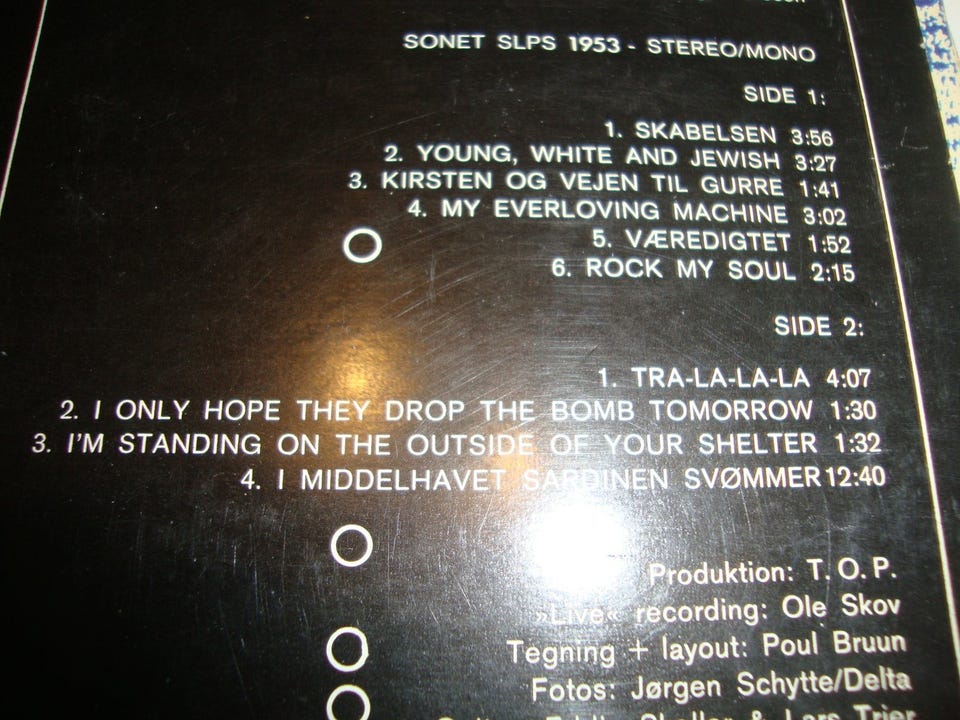 SONET SLPS 1953 - STEREO/MONO
SIDE 1:
1. SKABELSEN 3:56
2. YOUNG, WHITE AND JEWISH 3:27
3. KIRSTEN OG VEJEN TIL GURRE 1:41
4. MY EVERLOVING MACHINE 3:02
5. VÆREDIGTET 1:52
6. ROCK MY SOUL 2:15
SIDE 2:
1. TRA-LA-LA-LA 4:07
2. I ONLY HOPE THEY DROP THE BOMB TOMORROW 1:30
3. I'M STANDING ON THE OUTSIDE OF YOUR SHELTER 1:32
4. I MIDDELHAVET SARDINEN SVØMMER 12:40
Produktion: T. O. P.
»Live« recording: Ole Skov
Tegning + layout: Poul Bruun
Fotos: Jørgen Schytte/Delta
& Lars Trier